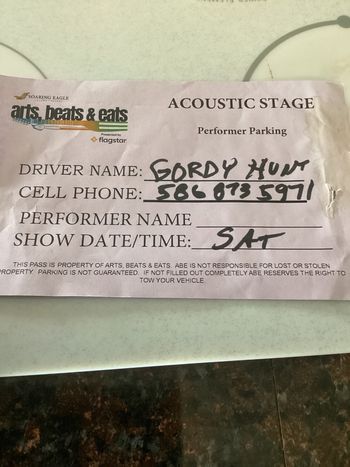 SOARING EAGLE
arts, beats & eats
Presented by
flagstar
ACOUSTIC STAGE
Performer Parking
DRIVER NAME: GORDY HUNT
CELL PHONE: 586 873 5971
PERFORMER NAME
SHOW DATE/TIME: SAT
THIS PASS IS PROPERTY OF ARTS, BEATS & EATS. ABE IS NOT RESPONSIBLE FOR LOST OR STOLEN
PROPERTY. PARKING IS NOT GUARANTEED. IF NOT FILLED OUT COMPLETELY ABE RESERVES THE RIGHT TO
TOW YOUR VEHICLE.